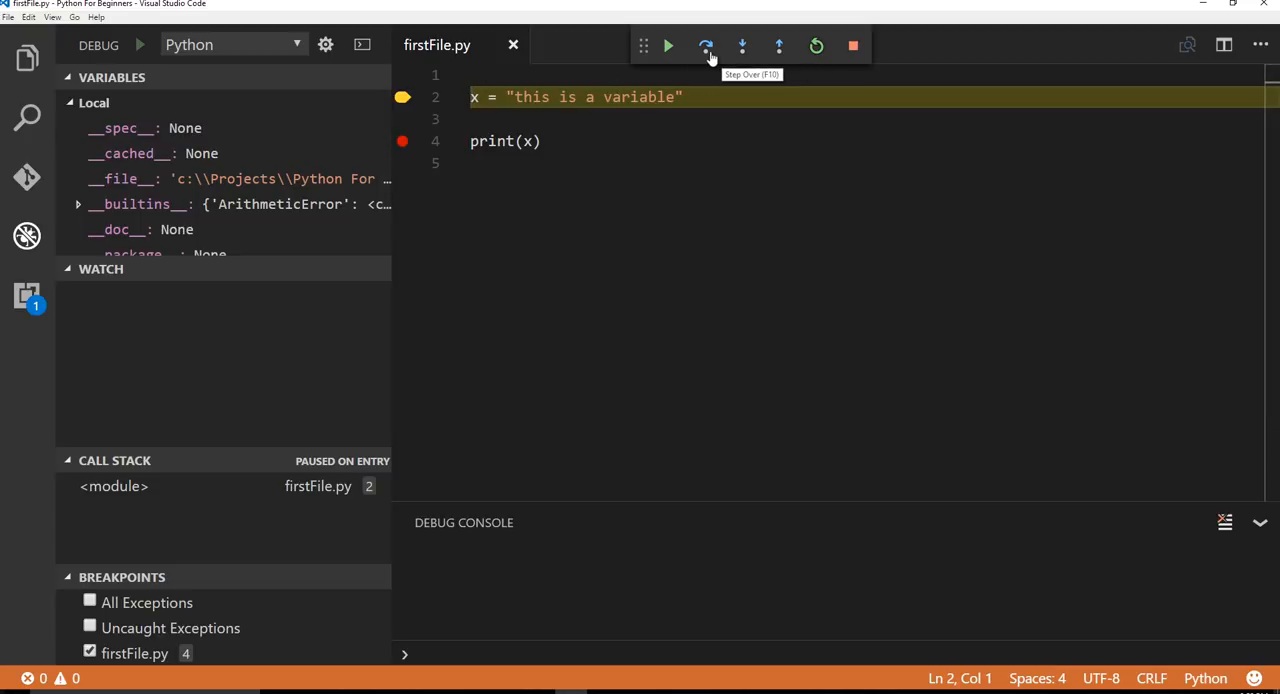 firstFile.py - Python For Beginners - Visual Studio Code
File Edit View Go Help
DEBUG Python
firstFile.py
Step Over (F10)
VARIABLES
Local
__spec__: None
__cached__: None
__file__: 'c:\\Projects\\Python For ...
__builtins__: {'ArithmeticError': <c...
__doc__: None
__package__: None
WATCH
CALL STACK PAUSED ON ENTRY
<module> firstFile.py 2
BREAKPOINTS
All Exceptions
Uncaught Exceptions
firstFile.py 4
1
2 x = "this is a variable"
3
4 print(x)
5
DEBUG CONSOLE
1
0 0 Ln 2, Col 1 Spaces: 4 UTF-8 CRLF Python